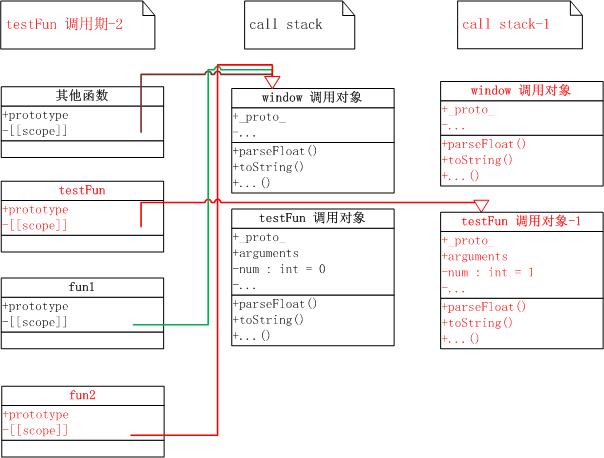 testFun 调用期-2
call stack
call stack-1
其他函数
+prototype
-[[scope]]
testFun
+prototype
-[[scope]]
fun1
+prototype
-[[scope]]
fun2
+prototype
-[[scope]]
window 调用对象
+_proto_
-...
+parseFloat()
+toString()
+...()
testFun 调用对象
+_proto_
+arguments
-num : int = 0
-...
+parseFloat()
+toString()
+...()
window 调用对象
+_proto_
-...
+parseFloat()
+toString()
+...()
testFun 调用对象-1
+_proto_
+arguments
-num : int = 1
-...
+parseFloat()
+toString()
+...()